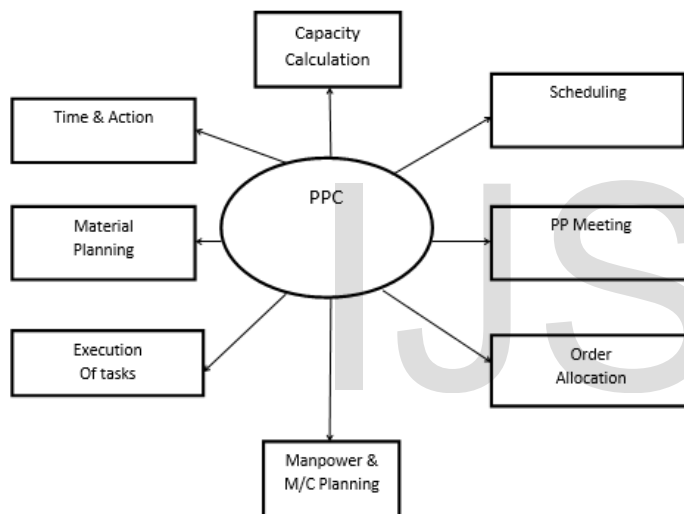 Capacity
Calculation
Time & Action
Scheduling
PPC
Material
Planning
PP Meeting
Execution
Of tasks
Order
Allocation
Manpower &
M/C Planning
IJS